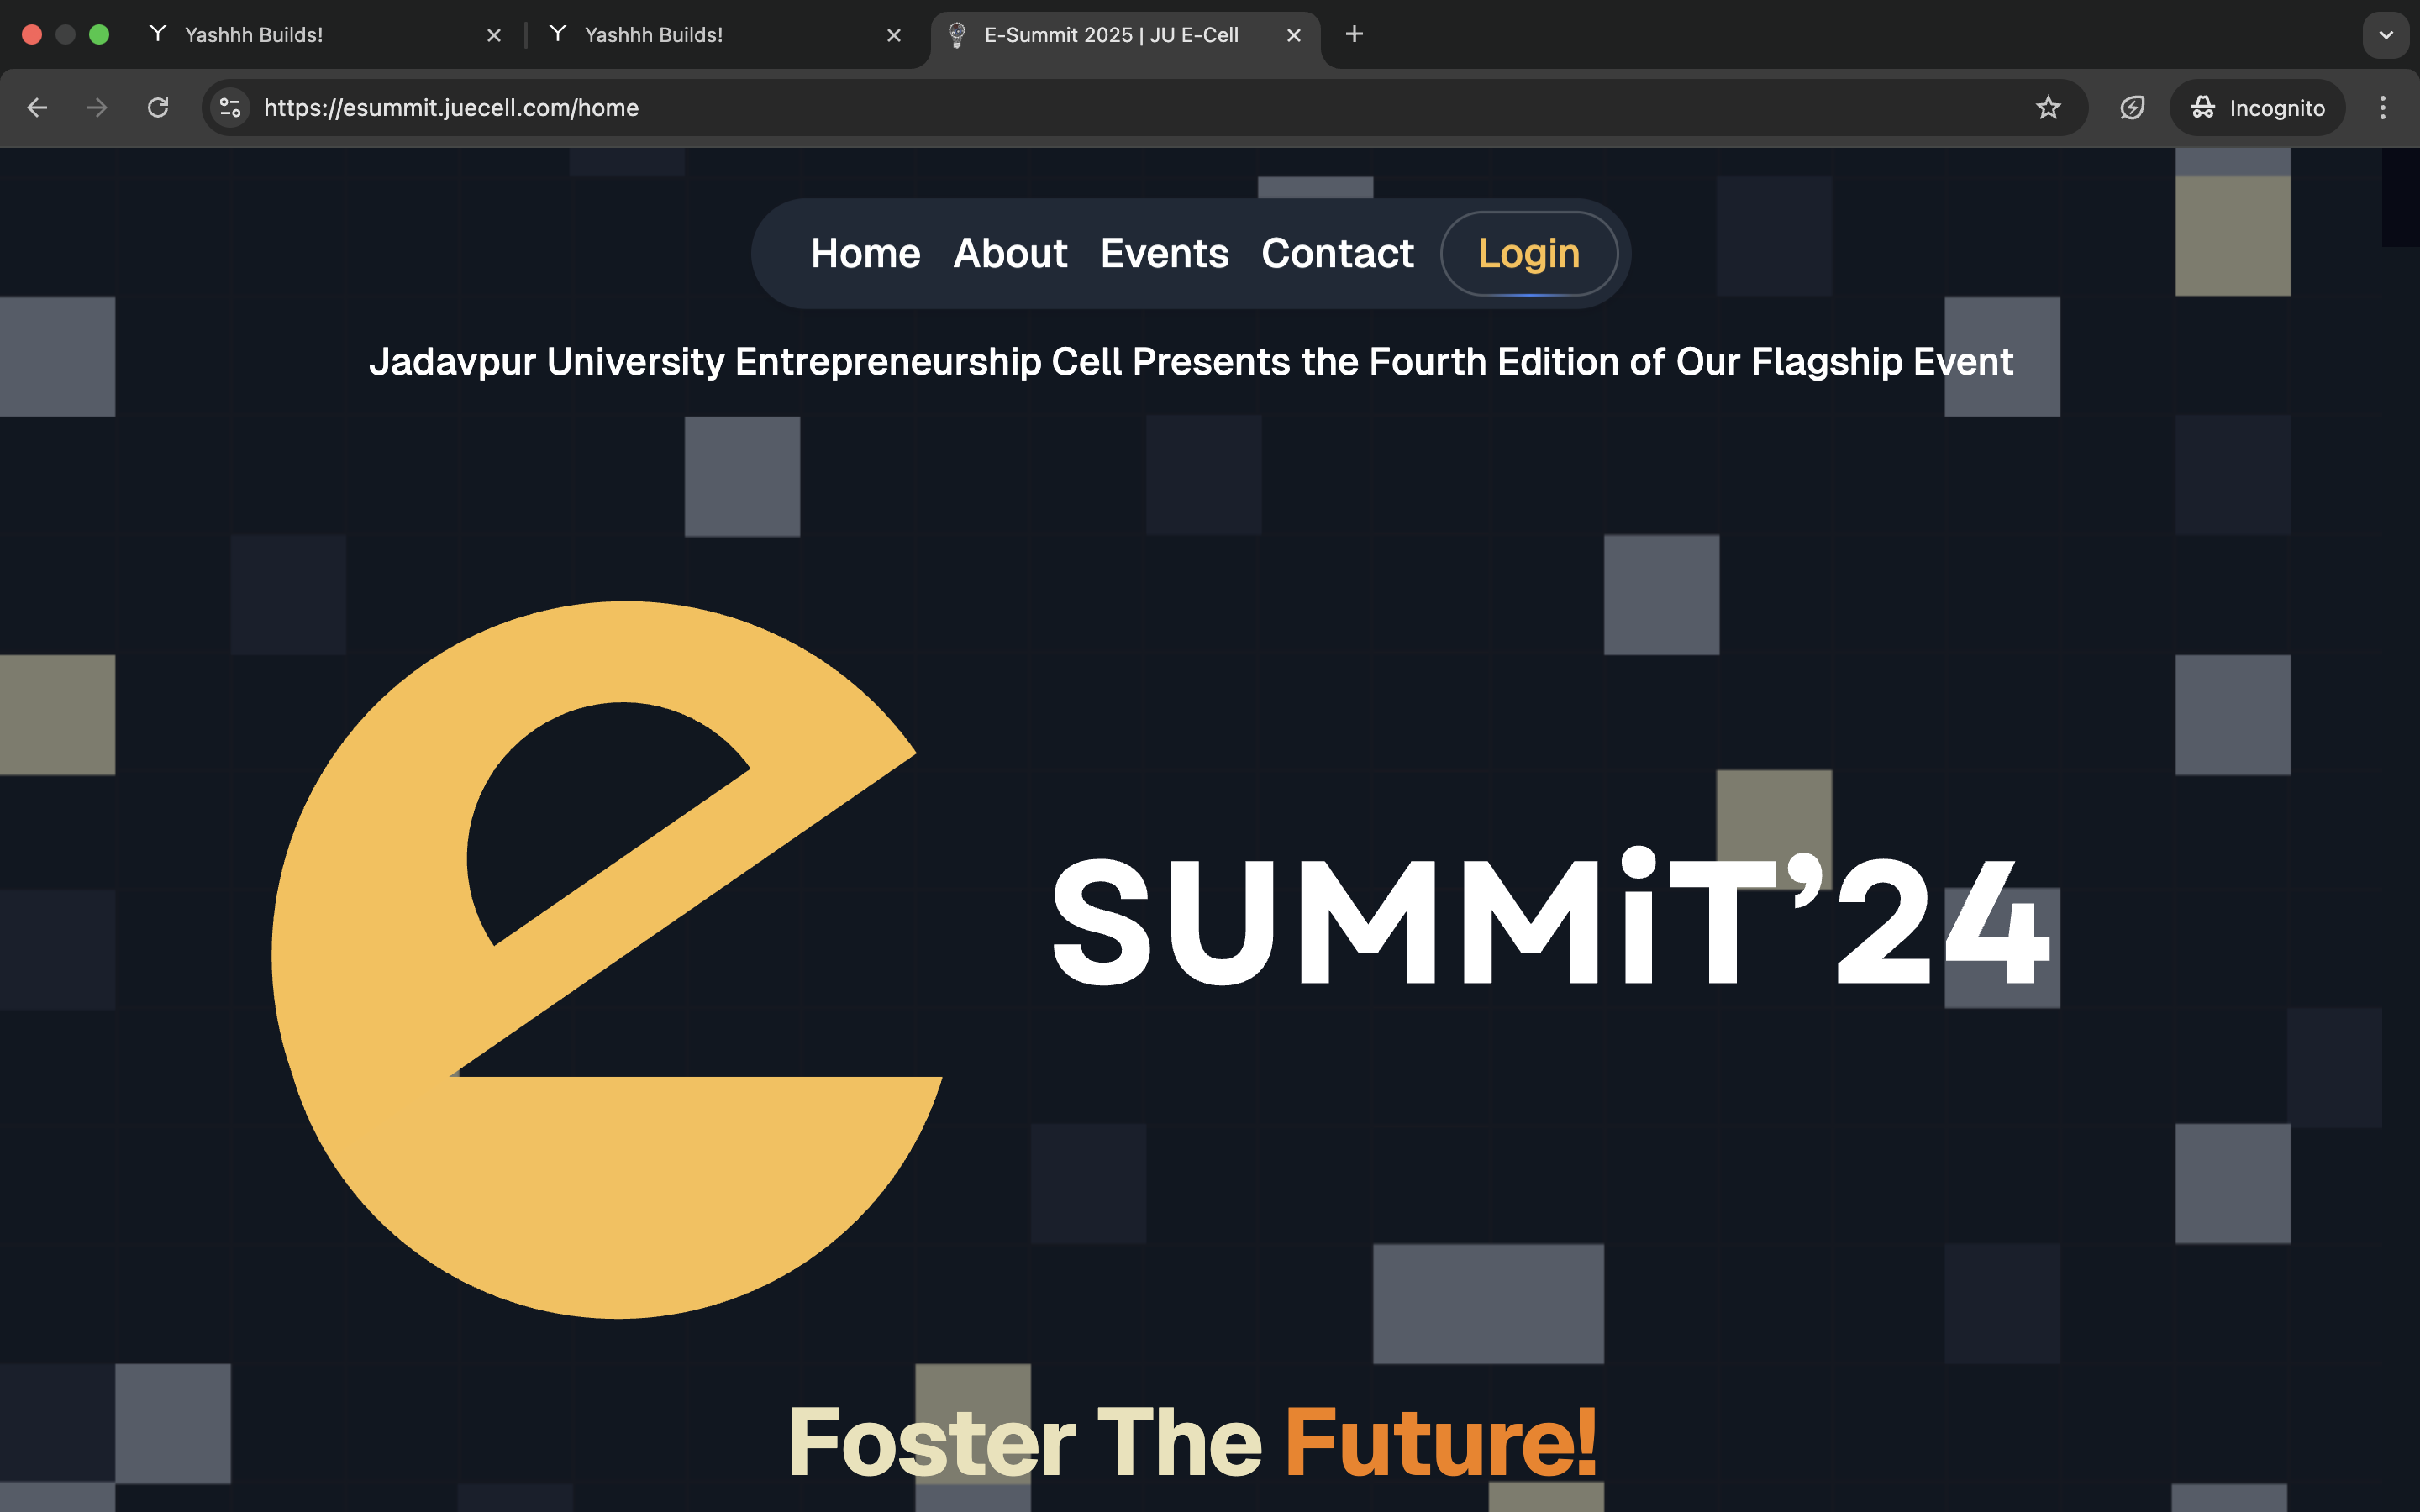 Yashhh Builds!
Yashhh Builds!
E-Summit 2025 | JU E-Cell
https://esummit.juecell.com/home
Incognito
Home About Events Contact Login
Jadavpur University Entrepreneurship Cell Presents the Fourth Edition of Our Flagship Event
e
SUMMiT’24
Foster The Future!